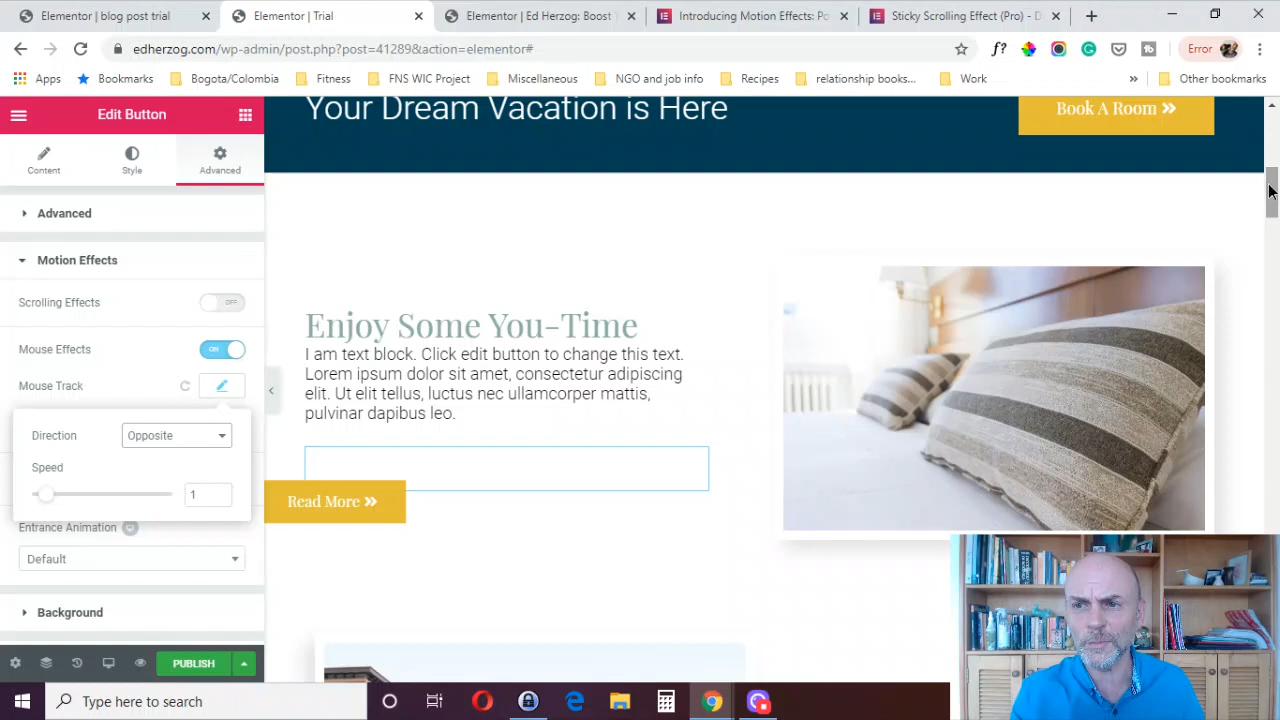 Elementor | Trial
Elementor | Trial
Elementor | Ed Herzog: Boost
Introducing Motion Effects: Po
Sticky Scrolling Effect (Pro) - D
edherzog.com/wp-admin/post.php?post=41289&action=elementor#
f?
Error
Apps
Bookmarks
Bogota/Colombia
Fitness
FNS WIC Project
Miscellaneous
NGO and job info
Recipes
relationship books...
Work
Other bookmarks
Edit Button
Content
Style
Advanced
Advanced
Motion Effects
Scrolling Effects
OFF
Mouse Effects
ON
Mouse Track
Direction
Opposite
Speed
1
Entrance Animation
Default
Background
PUBLISH
Your Dream Vacation is Here
Book A Room
Enjoy Some You-Time
I am text block. Click edit button to change this text.
Lorem ipsum dolor sit amet, consectetur adipiscing
elit. Ut elit tellus, luctus nec ullamcorper mattis,
pulvinar dapibus leo.
Read More
Type here to search